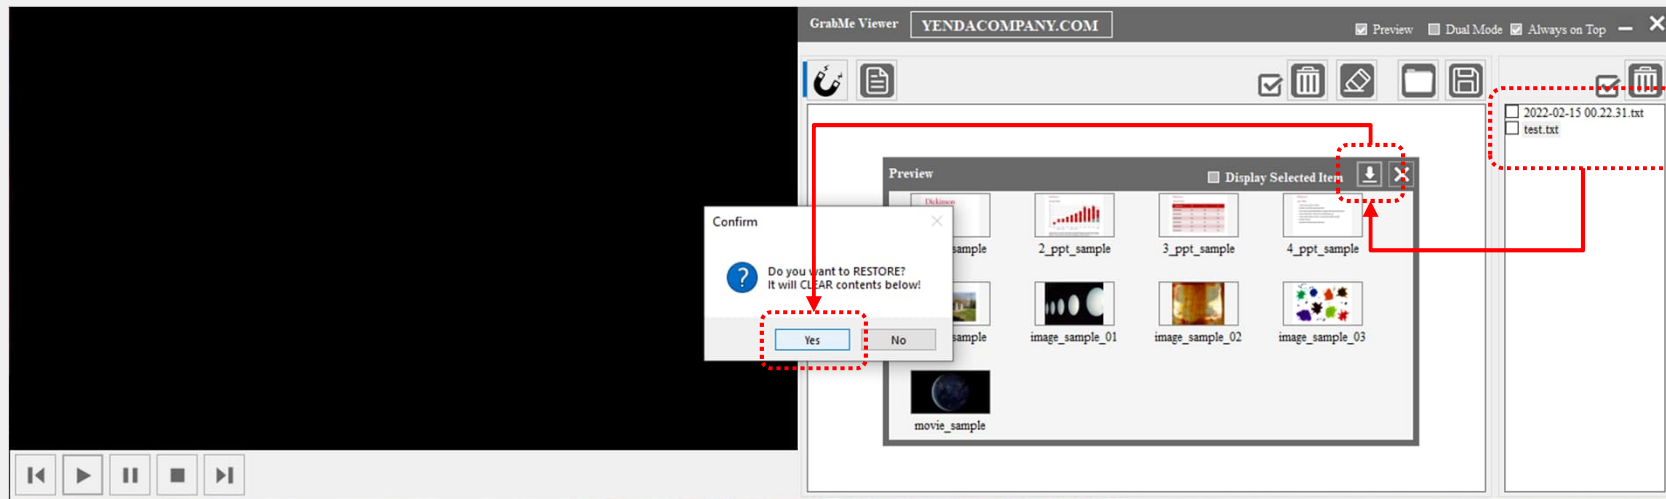 GrabMe Viewer
YENDACOMPANY.COM
Preview
Dual Mode
Always on Top
2022-02-15 00.22.31.txt
test.txt
Preview
Display Selected Item
Dickinson
sample
2_ppt_sample
3_ppt_sample
4_ppt_sample
Confirm
Do you want to RESTORE?
It will CLEAR contents below!
Yes
No
sample
image_sample_01
image_sample_02
image_sample_03
movie_sample